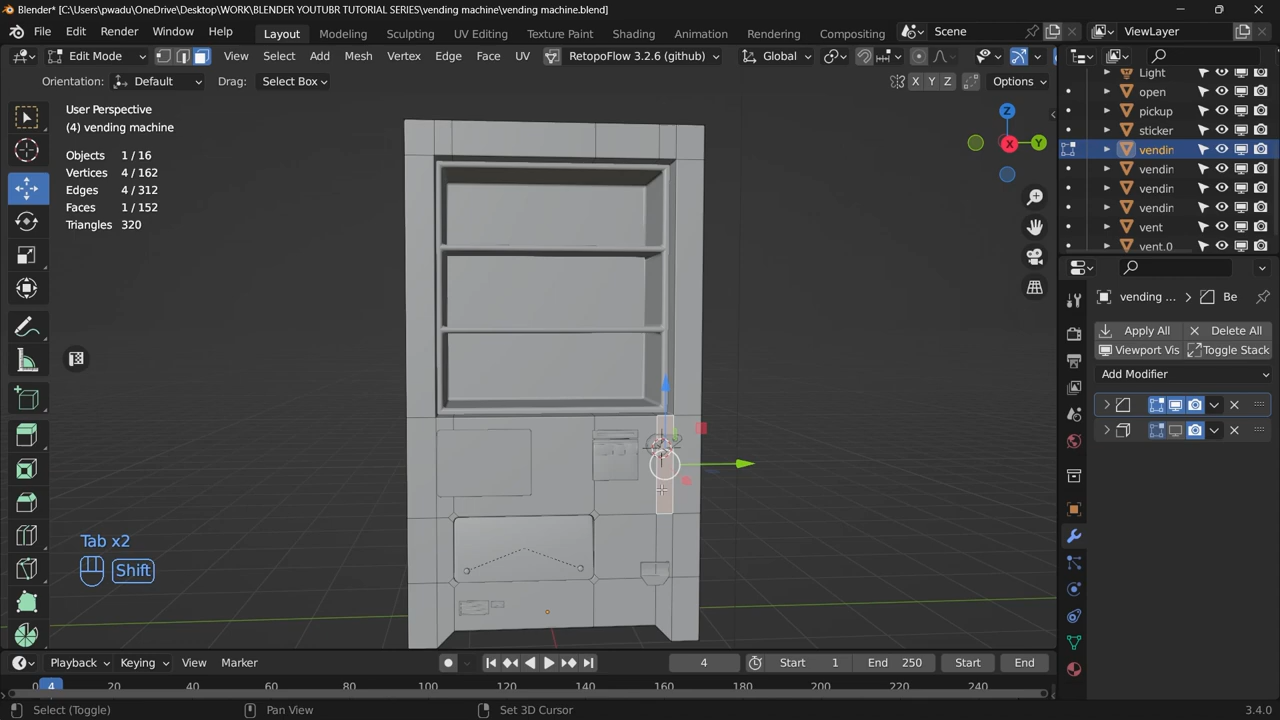 Blender* [C:\Users\pwadu\OneDrive\Desktop\WORK\BLENDER YOUTUBR TUTORIAL SERIES\vending machine\vending machine.blend]
File Edit Render Window Help Layout Modeling Sculpting UV Editing Texture Paint Shading Animation Rendering Compositing Scene ViewLayer
Edit Mode View Select Add Mesh Vertex Edge Face UV RetopoFlow 3.2.6 (github) Global
Orientation: Default Drag: Select Box X Y Z Options
User Perspective
(4) vending machine
Objects 1/16
Vertices 4/162
Edges 4/312
Faces 1/152
Triangles 320
Z
X
Y
Light
open
pickup
sticker
vendin
vendin
vendin
vendin
vent
vent.0
vending ... Be
Apply All Delete All
Viewport Vis Toggle Stack
Add Modifier
Tab x2
Shift
Playback Keying View Marker 4 Start 1 End 250 Start End
0 4 20 40 60 80 100 120 140 160 180 200 220 240
Select (Toggle) Pan View Set 3D Cursor 3.4.0